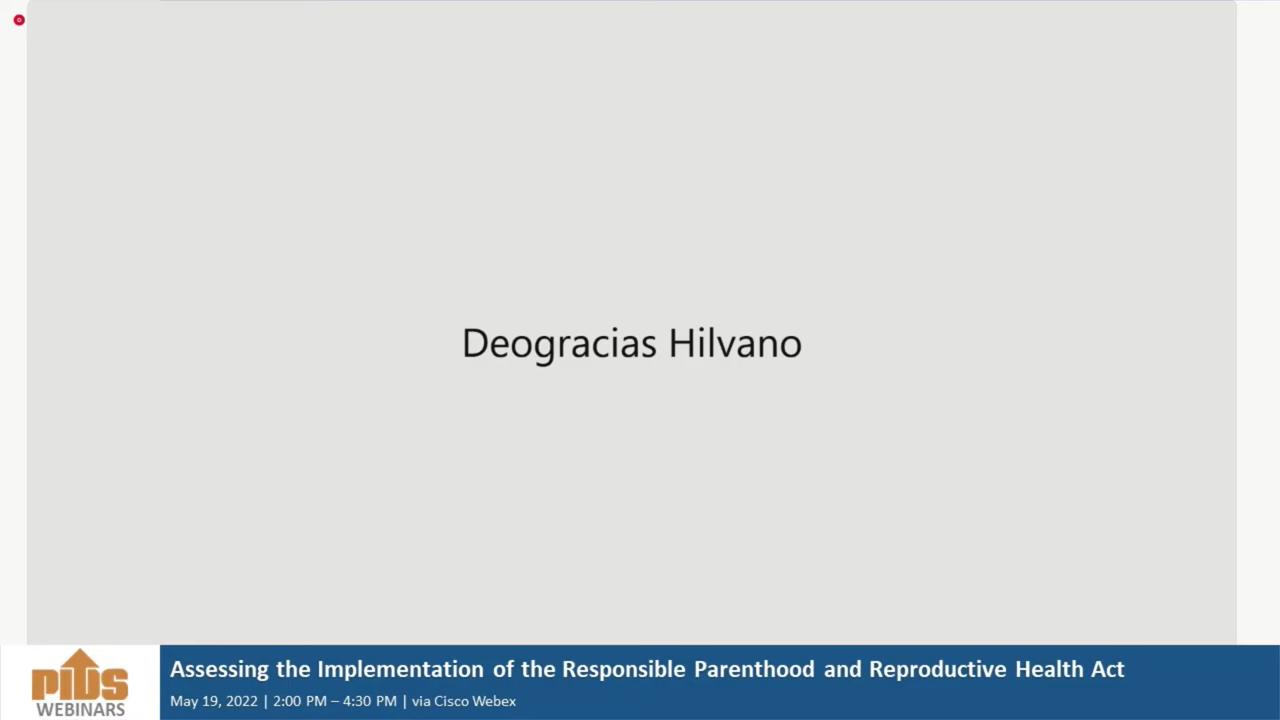 Deogracias Hilvano
PIDS
WEBINARS
Assessing the Implementation of the Responsible Parenthood and Reproductive Health Act
May 19, 2022 | 2:00 PM – 4:30 PM | via Cisco Webex